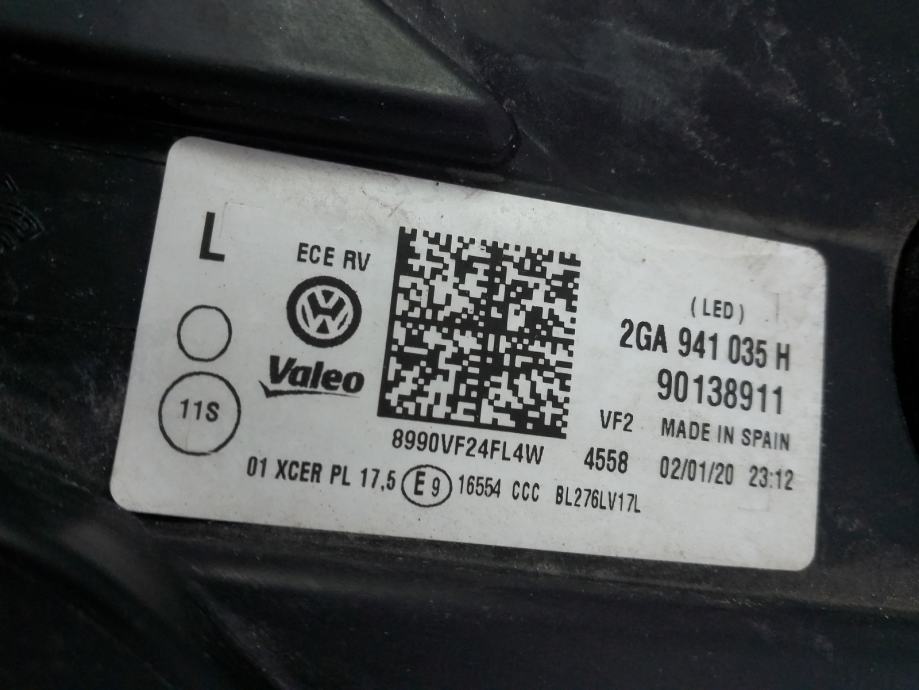 L
ECE RV
VW
Valeo
11S
8990VF24FL4W
(LED)
2GA 941 035 H
90138911
VF2 MADE IN SPAIN
4558 02/01/20 23:12
01 XCER PL 17,5 E9 16554 CCC BL276LV17L